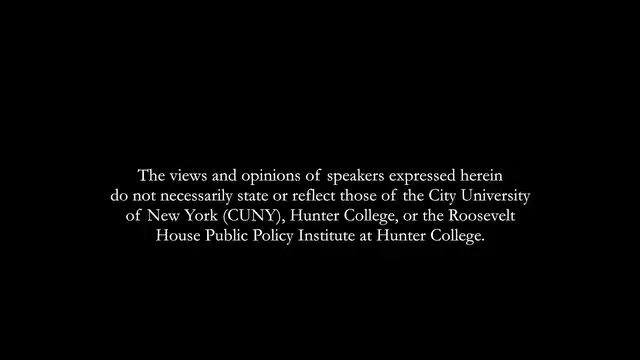 The views and opinions of speakers expressed herein
do not necessarily state or reflect those of the City University
of New York (CUNY), Hunter College, or the Roosevelt
House Public Policy Institute at Hunter College.